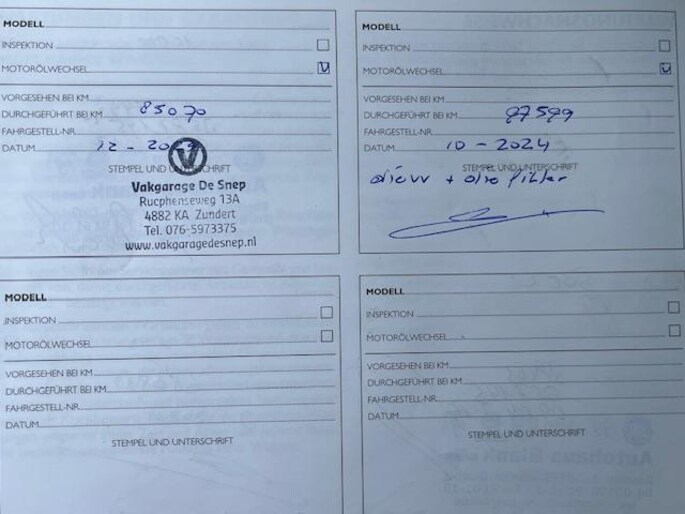 MODELL
INSPEKTION
MOTORÖLWECHSEL
VORGESEHEN BEI KM
DURCHGEFÜHRT BEI KM 85070
FAHRGESTELL-NR.
DATUM 12 -
STEMPEL UND UNTERSCHRIFT
Vakgarage De Snep
Rucphenseweg 13A
4882 KA Zundert
Tel. 076-5973375
www.vakgaragedesnep.nl
MODELL
INSPEKTION
MOTORÖLWECHSEL
VORGESEHEN BEI KM
DURCHGEFÜHRT BEI KM 97599
FAHRGESTELL-NR.
DATUM 10 - 2024
STEMPEL UND UNTERSCHRIFT
MODELL
INSPEKTION
MOTORÖLWECHSEL
VORGESEHEN BEI KM
DURCHGEFÜHRT BEI KM
FAHRGESTELL-NR.
DATUM
STEMPEL UND UNTERSCHRIFT
MODELL
INSPEKTION
MOTORÖLWECHSEL
VORGESEHEN BEI KM
DURCHGEFÜHRT BEI KM
FAHRGESTELL-NR.
DATUM
STEMPEL UND UNTERSCHRIFT